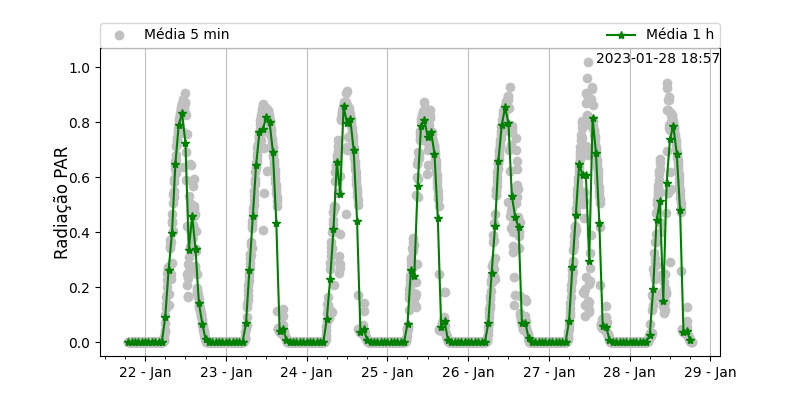 Média 5 min
Média 1 h
2023-01-28 18:57
Radiação PAR
1.0
0.8
0.6
0.4
0.2
0.0
22 - Jan
23 - Jan
24 - Jan
25 - Jan
26 - Jan
27 - Jan
28 - Jan
29 - Jan